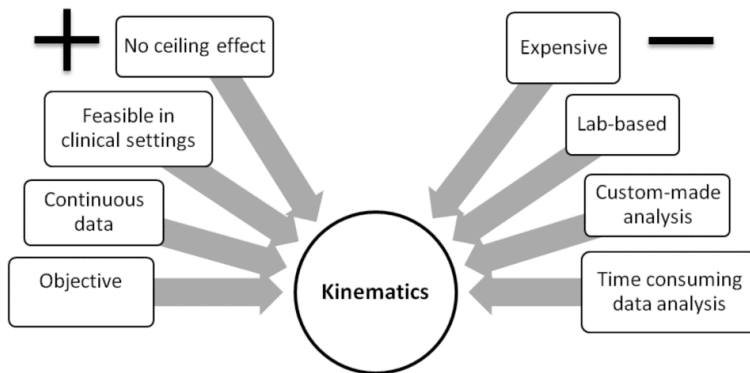 No ceiling effect
Feasible in
clinical settings
Continuous
data
Objective
Kinematics
Expensive
Lab-based
Custom-made
analysis
Time consuming
data analysis